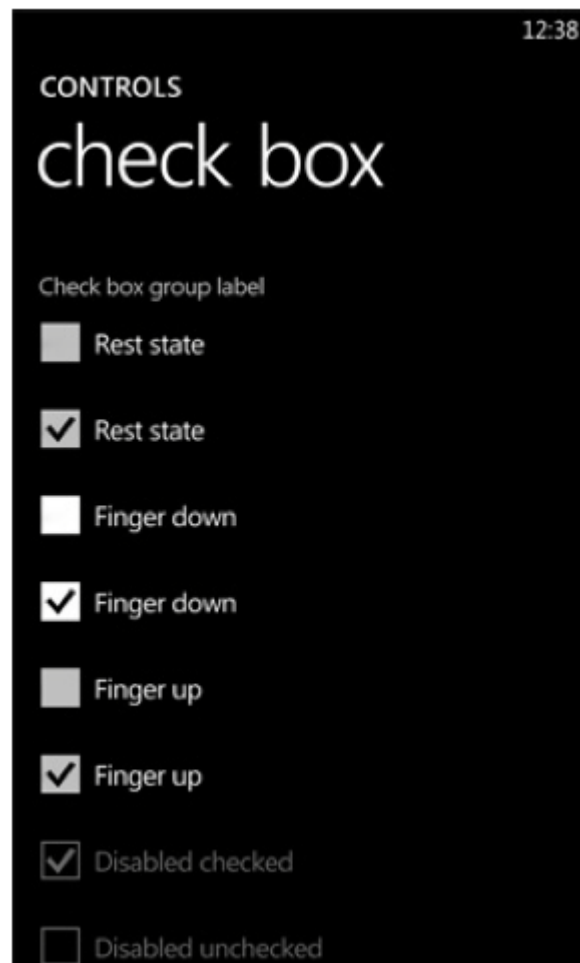 12:38
CONTROLS
check box
Check box group label
Rest state
Rest state
Finger down
Finger down
Finger up
Finger up
Disabled checked
Disabled unchecked